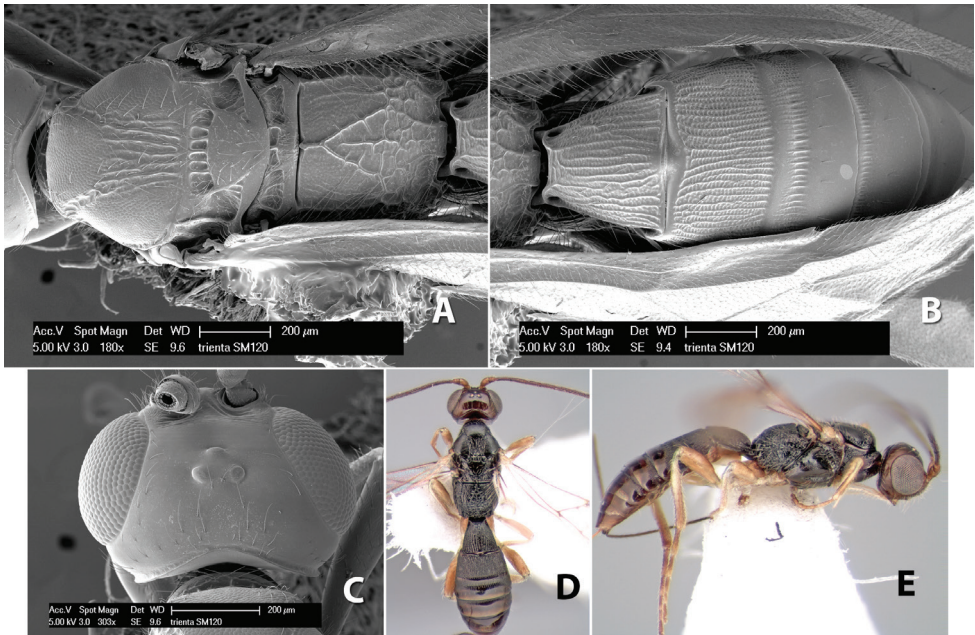 A
Acc.V Spot Magn Det WD 200 µm
5.00 kV 3.0 180x SE 9.6 trienta SM120
B
Acc.V Spot Magn Det WD 200 µm
5.00 kV 3.0 180x SE 9.4 trienta SM120
C
Acc.V Spot Magn Det WD 200 µm
5.00 kV 3.0 303x SE 9.6 trienta SM120
D
E